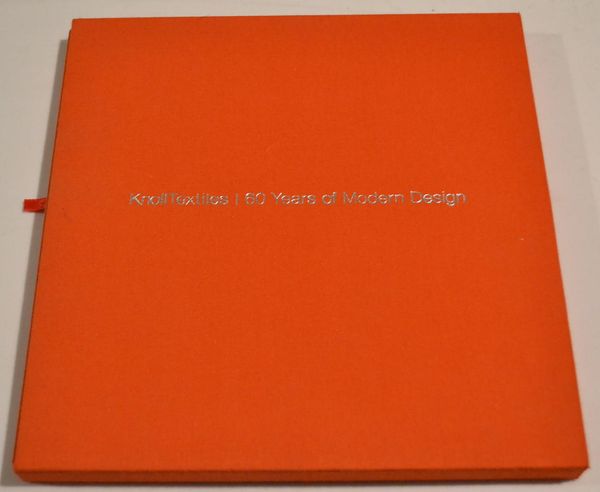 KnollTextiles | 60 Years of Modern Design